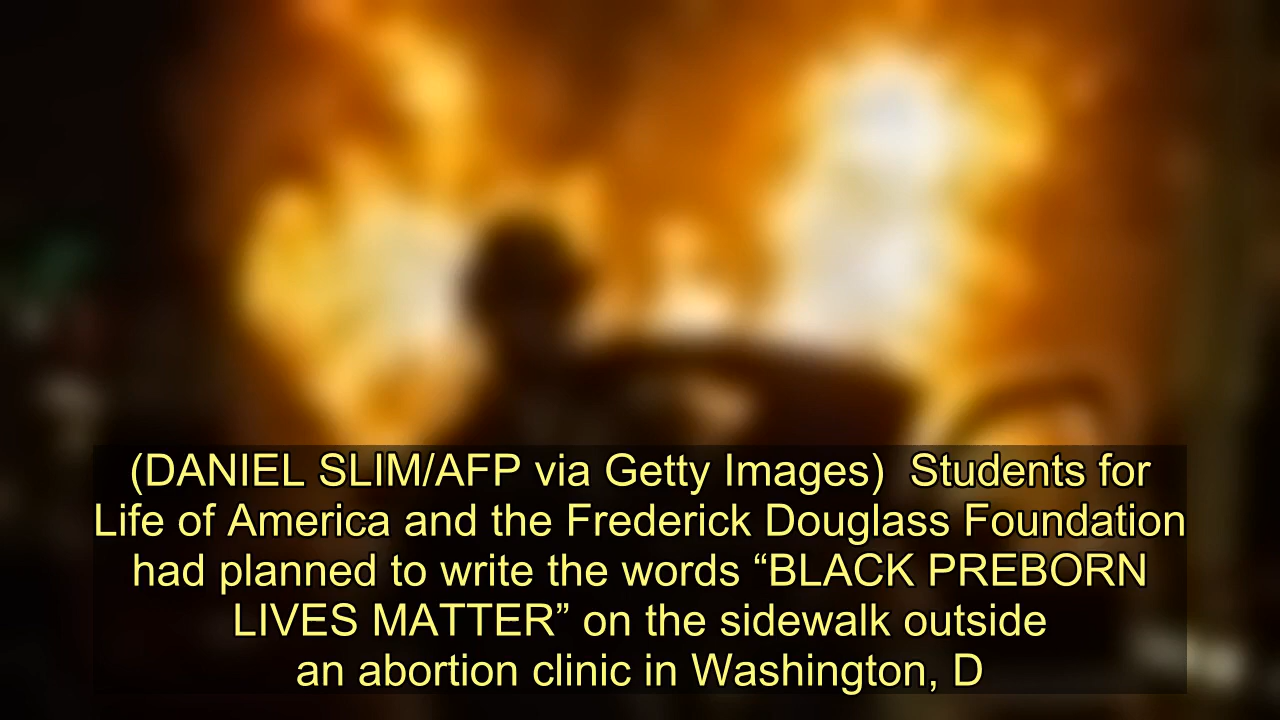 (DANIEL SLIM/AFP via Getty Images)  Students for
Life of America and the Frederick Douglass Foundation
had planned to write the words “BLACK PREBORN
LIVES MATTER” on the sidewalk outside
an abortion clinic in Washington, D